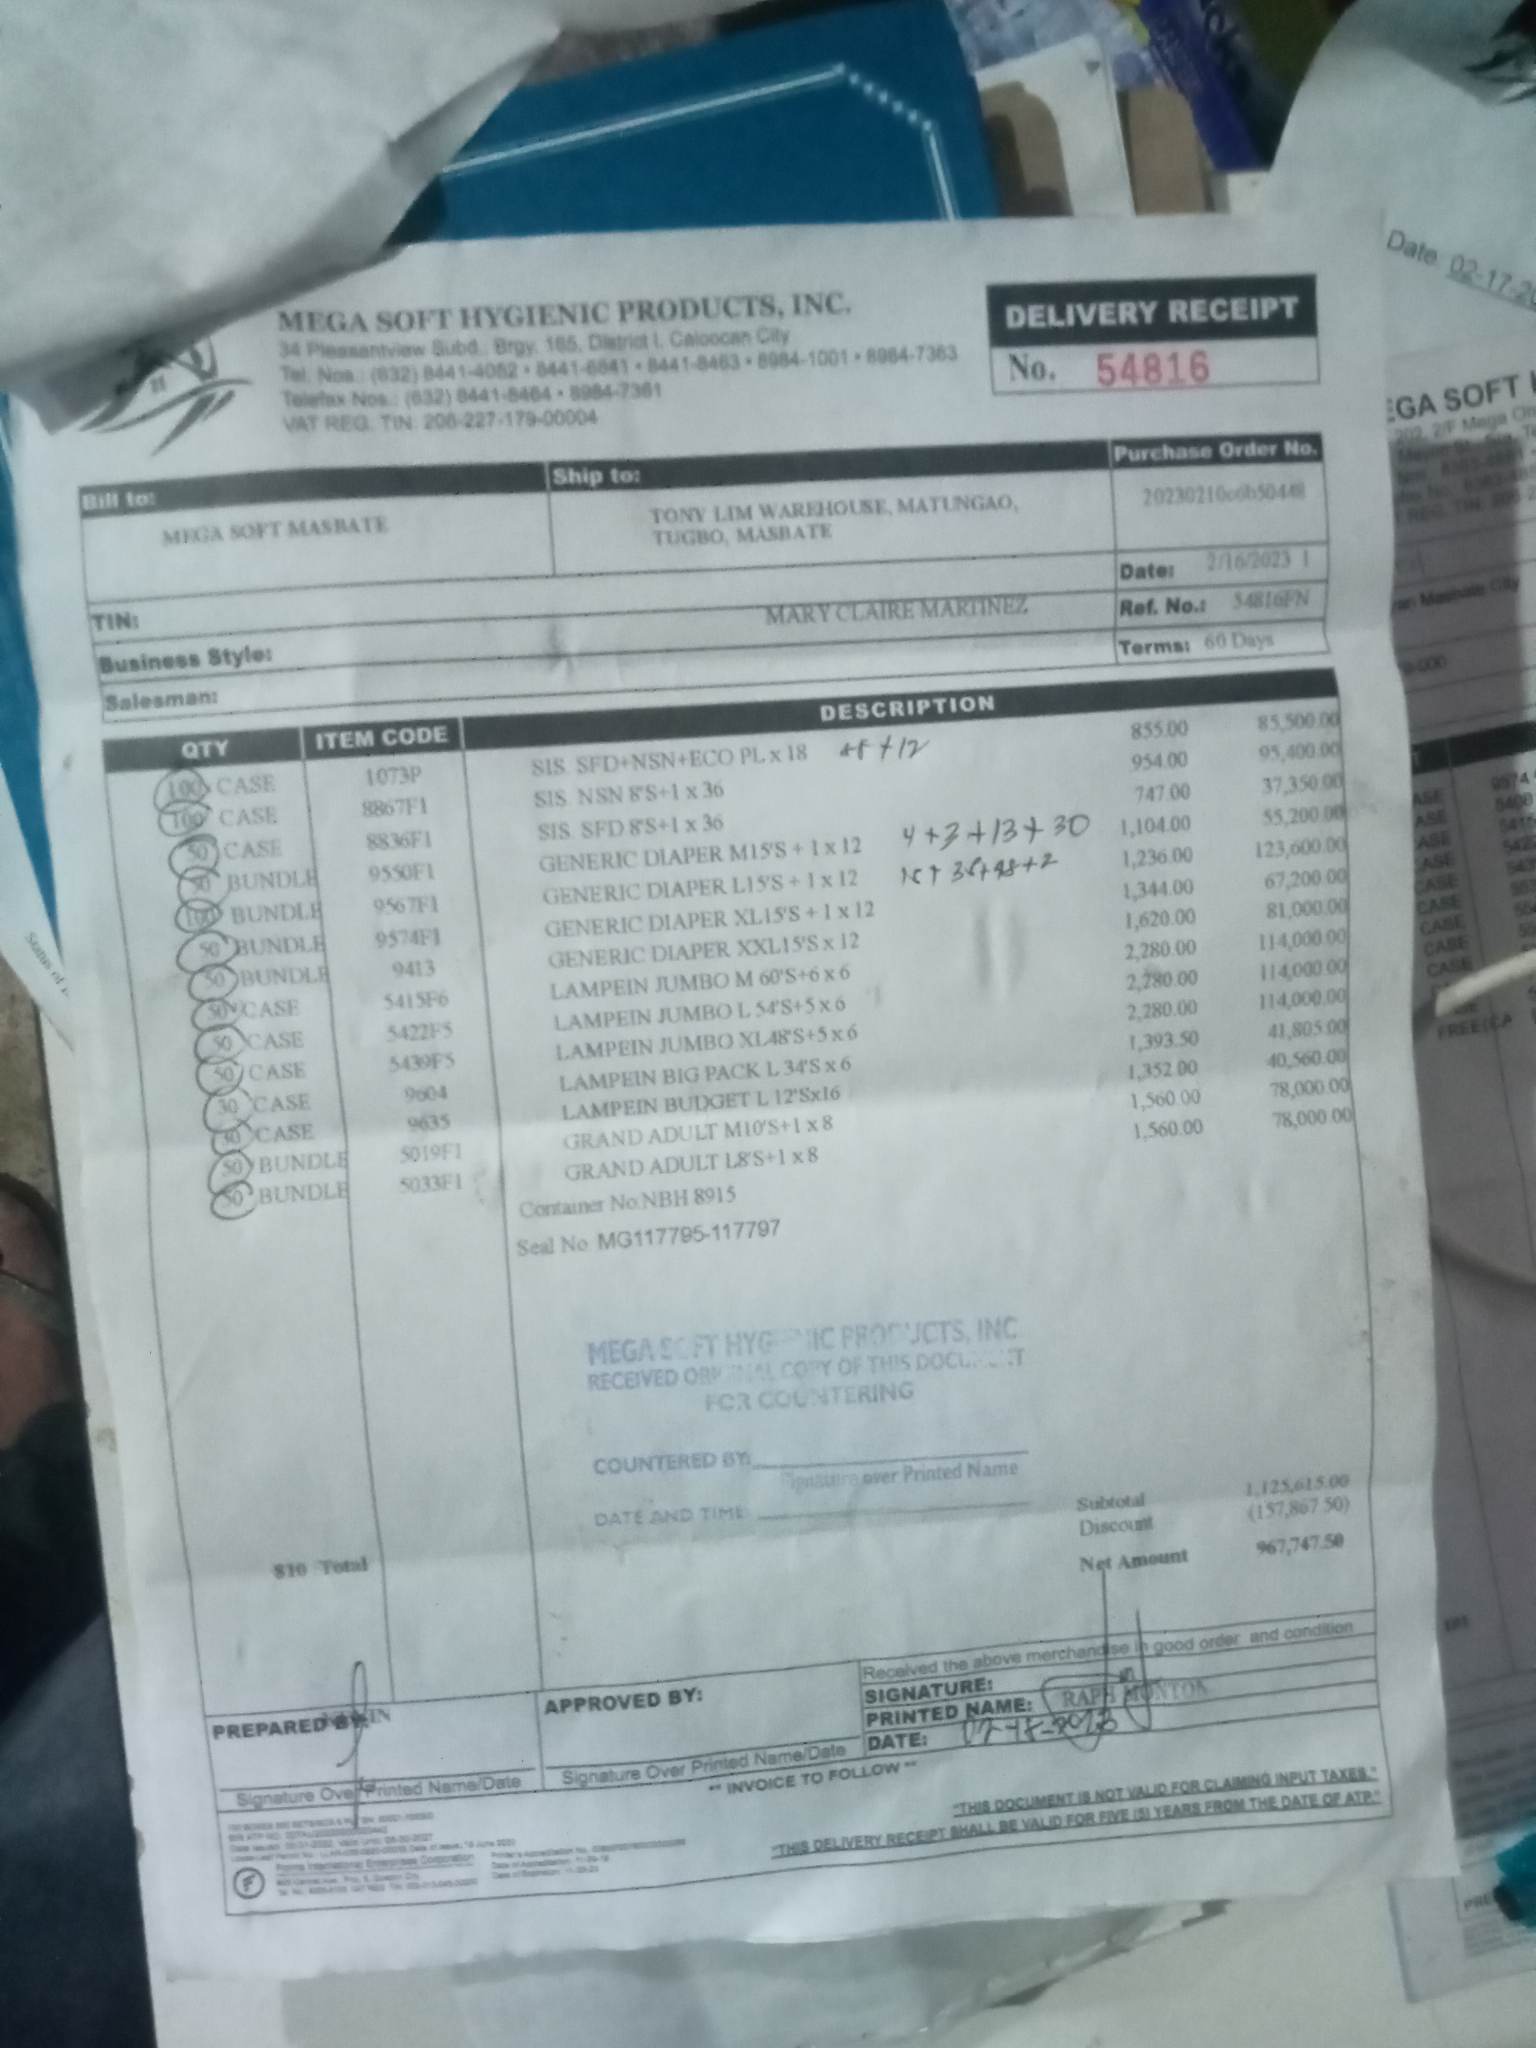 MEGA SOFT HYGIENIC PRODUCTS, INC.
34 Pleasantview Subd., Brgy. 165, District I, Caloocan City
Tel. Nos.: (632) 8441-4052 • 8441-6841 • 8441-8463 • 8984-1001 • 8984-7363
Telefax Nos.: (632) 8441-8464 • 8984-7361
VAT REG. TIN: 206-227-179-00004
DELIVERY RECEIPT
No. 54816
Bill to:
MEGA SOFT MASBATE
Ship to:
TONY LIM WAREHOUSE, MATUNGAO,
TUGBO, MASBATE
Purchase Order No.
Date: 2/16/2023 1
TIN:
MARY CLAIRE MARTINEZ
Ref. No.: 54816FN
Business Style:
Terms: 60 Days
Salesman:
QTY ITEM CODE DESCRIPTION
100 CASE 1073P SIS. SFD+NSN+ECO PL x 18 855.00 85,500.00
100 CASE 8867F1 SIS. NSN 8'S+1 x 36 954.00 95,400.00
50 CASE 8836F1 SIS. SFD 8'S+1 x 36 747.00 37,350.00
50 BUNDLE 9550F1 GENERIC DIAPER M15'S + 1 x 12 4+3+13+30 1,104.00 55,200.00
100 BUNDLE 9567F1 GENERIC DIAPER L15'S + 1 x 12 1,236.00 123,600.00
50 BUNDLE 9574F1 GENERIC DIAPER XL15'S + 1 x 12 1,344.00 67,200.00
50 BUNDLE 9413 GENERIC DIAPER XXL15'S x 12 1,620.00 81,000.00
50 CASE 5415F6 LAMPEIN JUMBO M 60'S+6 x 6 2,280.00 114,000.00
50 CASE 5422F5 LAMPEIN JUMBO L 54'S+5 x 6 2,280.00 114,000.00
50 CASE 5439F5 LAMPEIN JUMBO XL48'S+5 x 6 2,280.00 114,000.00
30 CASE 9604 LAMPEIN BIG PACK L 34'S x 6 1,393.50 41,805.00
30 CASE 9635 LAMPEIN BUDGET L 12'Sx16 1,352.00 40,560.00
50 BUNDLE 5019F1 GRAND ADULT M10'S+1 x 8 1,560.00 78,000.00
50 BUNDLE 5033F1 GRAND ADULT L8'S+1 x 8 1,560.00 78,000.00
Container No.NBH 8915
Seal No MG117795-117797
MEGA SOFT HYGIENIC PRODUCTS, INC
RECEIVED ORIGINAL COPY OF THIS DOCUMENT
FOR COUNTERING
COUNTERED BY:
Signature over Printed Name
DATE AND TIME
Subtotal 1,125,615.00
Discount (157,867.50)
810 Total
Net Amount 967,747.50
Received the above merchandise in good order and condition
PREPARED BY:
APPROVED BY:
SIGNATURE:
PRINTED NAME: RAPH MONTOK
DATE:
Signature Over Printed Name/Date
Signature Over Printed Name/Date
** INVOICE TO FOLLOW **
"THIS DOCUMENT IS NOT VALID FOR CLAIMING INPUT TAXES."
"THIS DELIVERY RECEIPT SHALL BE VALID FOR FIVE (5) YEARS FROM THE DATE OF ATP."
Forms International Enterprises Corporation
Date 02-17-2
EGA SOFT
Status of